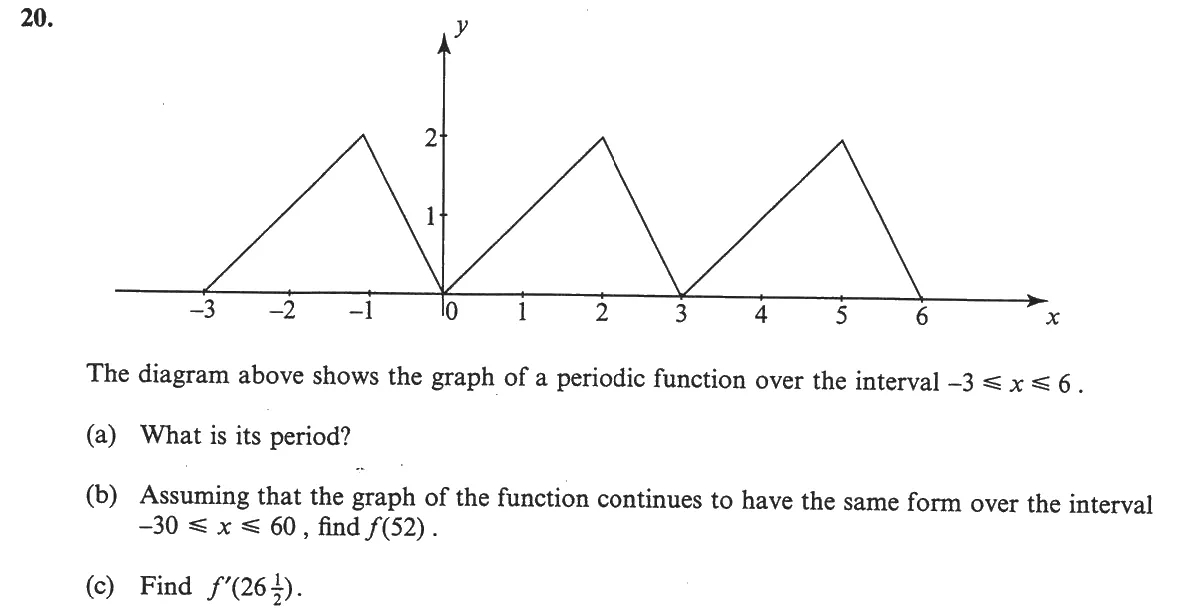 20.
y
2
1
-3 -2 -1 0 1 2 3 4 5 6 x
The diagram above shows the graph of a periodic function over the interval –3 ⩽ x ⩽ 6 .
(a) What is its period?
(b) Assuming that the graph of the function continues to have the same form over the interval
–30 ⩽ x ⩽ 60 , find f(52) .
(c) Find f′(26 1/2).